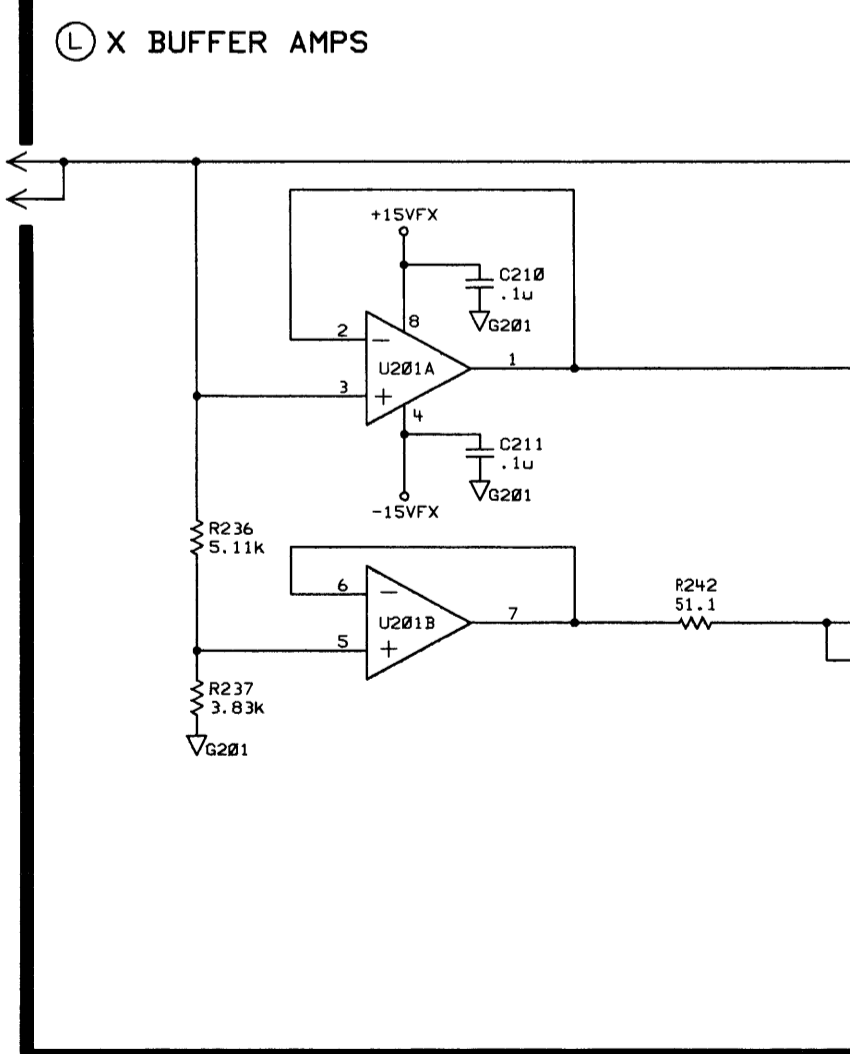 L X BUFFER AMPS
+15VFX
C210
.1u
G201
8
2
−
U201A
1
3
+
4
C211
.1u
G201
-15VFX
R236
5.11k
6
−
U201B
7
5
+
R242
51.1
R237
3.83k
G201